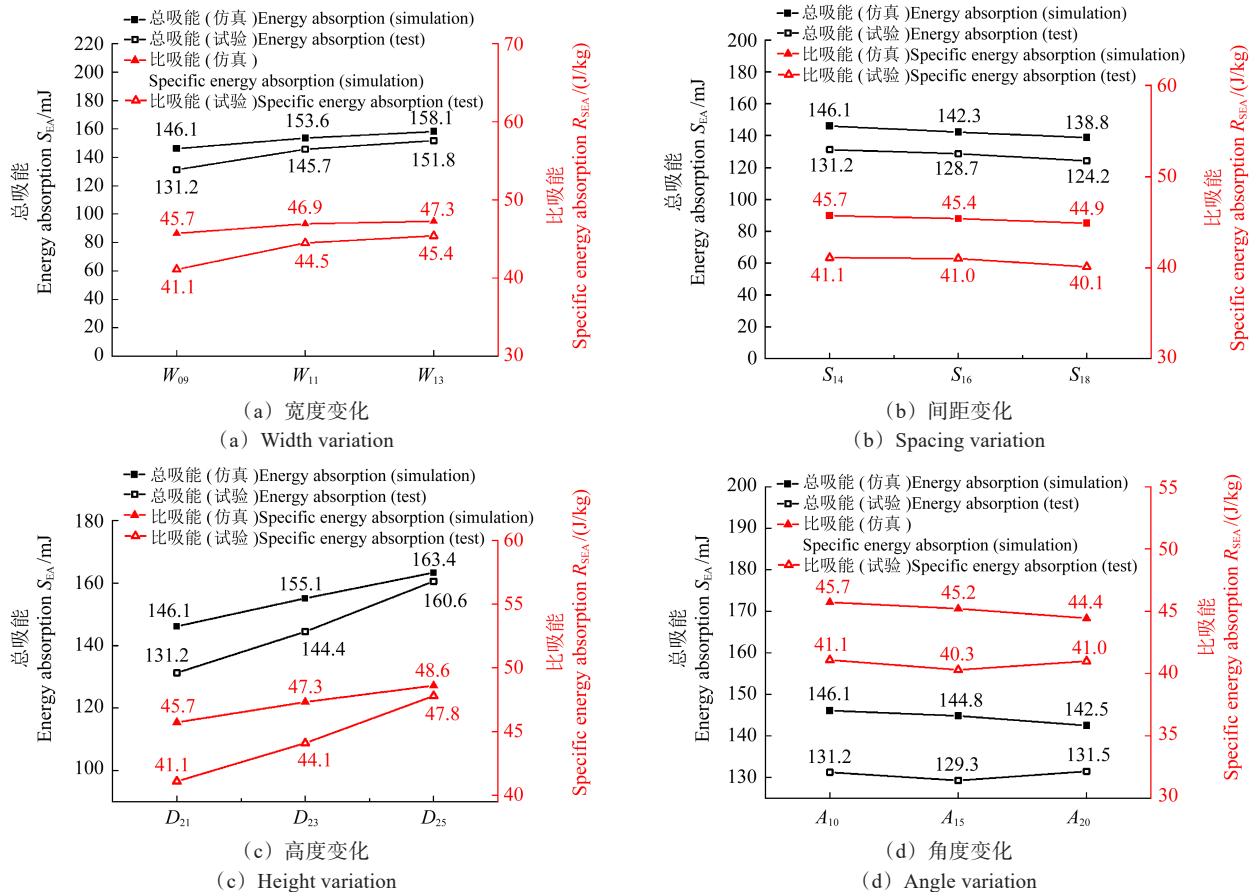 总吸能 (仿真)Energy absorption (simulation)
总吸能 (试验)Energy absorption (test)
比吸能 (仿真)
Specific energy absorption (simulation)
比吸能 (试验)Specific energy absorption (test)
总吸能
Energy absorption S_EA/mJ
220
200
180
160
140
120
100
80
60
40
20
0
146.1
153.6
158.1
131.2
145.7
151.8
45.7
46.9
47.3
41.1
44.5
45.4
70
60
50
40
30
比吸能
Specific energy absorption R_SEA/(J/kg)
W₀₉ W₁₁ W₁₃
(a) 宽度变化
(a) Width variation
总吸能 (仿真)Energy absorption (simulation)
总吸能 (试验)Energy absorption (test)
比吸能 (仿真)Specific energy absorption (simulation)
比吸能 (试验)Specific energy absorption (test)
总吸能
Energy absorption S_EA/mJ
200
180
160
140
120
100
80
60
40
20
0
146.1
142.3
138.8
131.2
128.7
124.2
45.7
45.4
44.9
41.1
41.0
40.1
60
50
40
30
比吸能
Specific energy absorption R_SEA/(J/kg)
S₁₄ S₁₆ S₁₈
(b) 间距变化
(b) Spacing variation
总吸能 (仿真)Energy absorption (simulation)
总吸能 (试验)Energy absorption (test)
比吸能 (仿真)Specific energy absorption (simulation)
比吸能 (试验)Specific energy absorption (test)
总吸能
Energy absorption S_EA/mJ
180
160
140
120
100
146.1
155.1
163.4
131.2
144.4
160.6
45.7
47.3
48.6
41.1
44.1
47.8
60
55
50
45
40
比吸能
Specific energy absorption R_SEA/(J/kg)
D₂₁ D₂₃ D₂₅
(c) 高度变化
(c) Height variation
总吸能 (仿真)Energy absorption (simulation)
总吸能 (试验)Energy absorption (test)
比吸能 (仿真)
Specific energy absorption (simulation)
比吸能 (试验)Specific energy absorption (test)
总吸能
Energy absorption S_EA/mJ
200
190
180
170
160
150
140
130
45.7
45.2
44.4
41.1
40.3
41.0
146.1
144.8
142.5
131.2
129.3
131.5
55
50
45
40
35
30
比吸能
Specific energy absorption R_SEA/(J/kg)
A₁₀ A₁₅ A₂₀
(d) 角度变化
(d) Angle variation